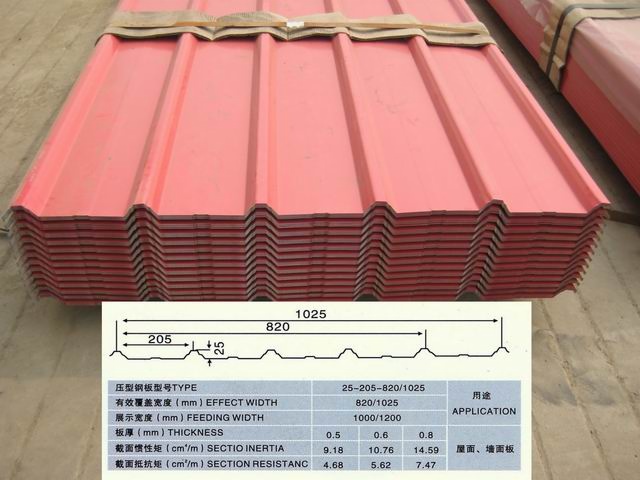 1025
820
205
25
压型钢板型号TYPE 25-205-820/1025 用途 APPLICATION
有效覆盖宽度(mm) EFFECT WIDTH 820/1025
展示宽度(mm) FEEDING WIDTH 1000/1200
板厚(mm) THICKNESS 0.5 0.6 0.8 屋面、墙面板
截面惯性矩(cm⁴/m) SECTIO INERTIA 9.18 10.76 14.59
截面抵抗矩(cm³/m) SECTION RESISTANC 4.68 5.62 7.47